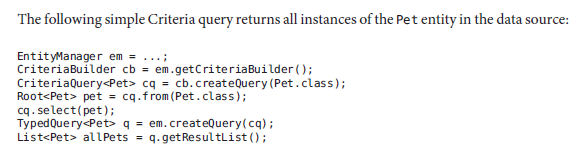 The following simple Criteria query returns all instances of the Pet entity in the data source:
EntityManager em = ...;
CriteriaBuilder cb = em.getCriteriaBuilder();
CriteriaQuery<Pet> cq = cb.createQuery(Pet.class);
Root<Pet> pet = cq.from(Pet.class);
cq.select(pet);
TypedQuery<Pet> q = em.createQuery(cq);
List<Pet> allPets = q.getResultList();